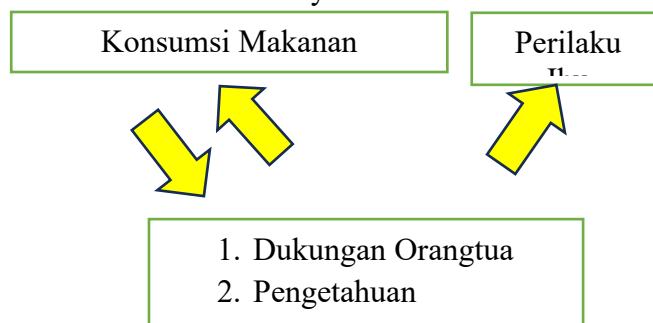 Konsumsi Makanan
Perilaku
1. Dukungan Orangtua
2. Pengetahuan